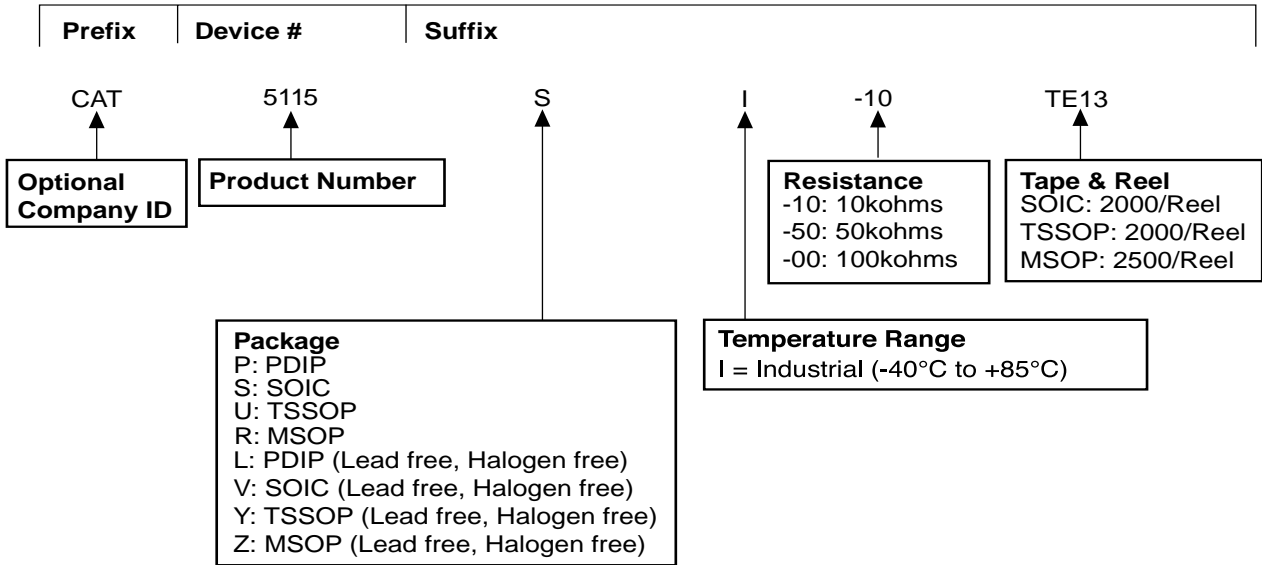 Prefix Device # Suffix
CAT 5115 S I -10 TE13
Optional
Company ID
Product Number
Resistance
-10: 10kohms
-50: 50kohms
-00: 100kohms
Tape & Reel
SOIC: 2000/Reel
TSSOP: 2000/Reel
MSOP: 2500/Reel
Package
P: PDIP
S: SOIC
U: TSSOP
R: MSOP
L: PDIP (Lead free, Halogen free)
V: SOIC (Lead free, Halogen free)
Y: TSSOP (Lead free, Halogen free)
Z: MSOP (Lead free, Halogen free)
Temperature Range
I = Industrial (-40°C to +85°C)